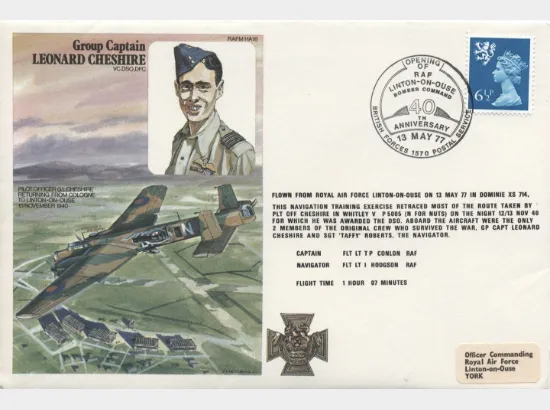 RAFM HA18
Group Captain
LEONARD CHESHIRE
VC, DSO, DFC
PILOT OFFICER G.L. CHESHIRE
RETURNING FROM COLOGNE
TO LINTON-ON-OUSE
13 NOVEMBER 1940
OPENING
OF
RAF
LINTON-ON-OUSE
BOMBER COMMAND
40
TH
ANNIVERSARY
13 MAY 77
BRITISH FORCES 1570 POSTAL SERVICE
6½P
FLOWN FROM ROYAL AIR FORCE LINTON-ON-OUSE ON 13 MAY 77 IN DOMINIE XS 714.
THIS NAVIGATION TRAINING EXERCISE RETRACED MOST OF THE ROUTE TAKEN BY
PLT OFF CHESHIRE IN WHITLEY V P 5005 (N FOR NUTS) ON THE NIGHT 12/13 NOV 40
FOR WHICH HE WAS AWARDED THE DSO. ABOARD THE AIRCRAFT WERE THE ONLY
2 MEMBERS OF THE ORIGINAL CREW WHO SURVIVED THE WAR, GP CAPT LEONARD
CHESHIRE AND SGT 'TAFFY' ROBERTS, THE NAVIGATOR.
CAPTAIN FLT LT T P CONLON RAF
NAVIGATOR FLT LT I HODGSON RAF
FLIGHT TIME 1 HOUR 07 MINUTES
Officer Commanding
Royal Air Force
Linton-on-Ouse
YORK